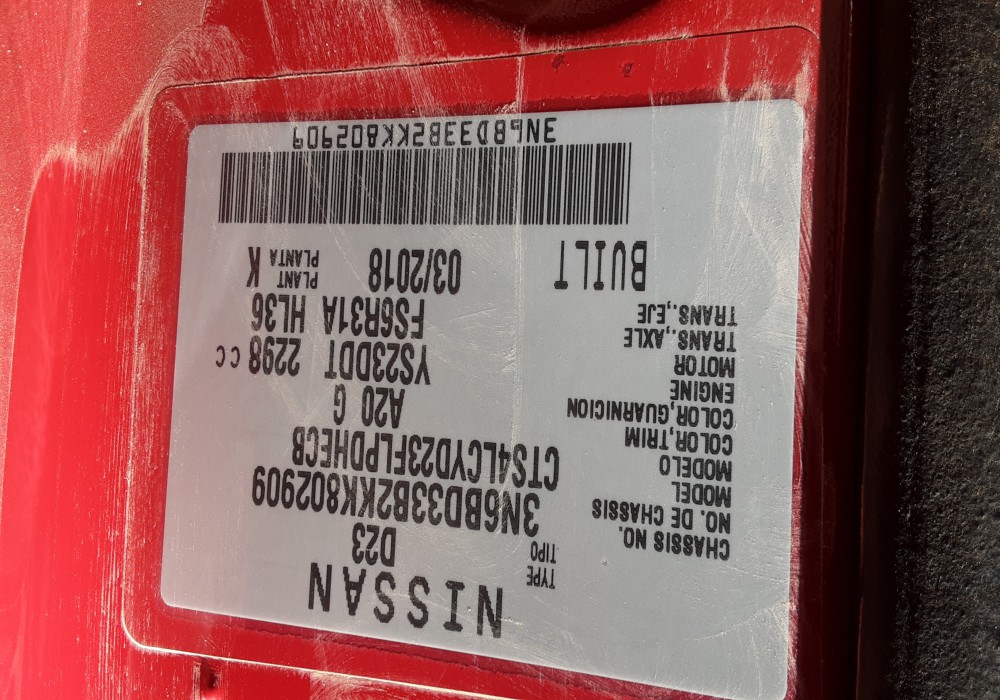 NISSAN
TYPE
TIPO D23
CHASSIS NO.
NO. DE CHASSIS 3N6BD33B2KK802909
MODEL
MODELO CTS4LCYD23FLPDHECB
COLOR,TRIM
COLOR,GUARNICION A20 G
ENGINE
MOTOR YS23DDT 2298 CC
TRANS.,AXLE
TRANS.,EJE FS6R31A HL36
BUILT 03/2018 PLANT
PLANTA K
3N6BD33B2KK802909